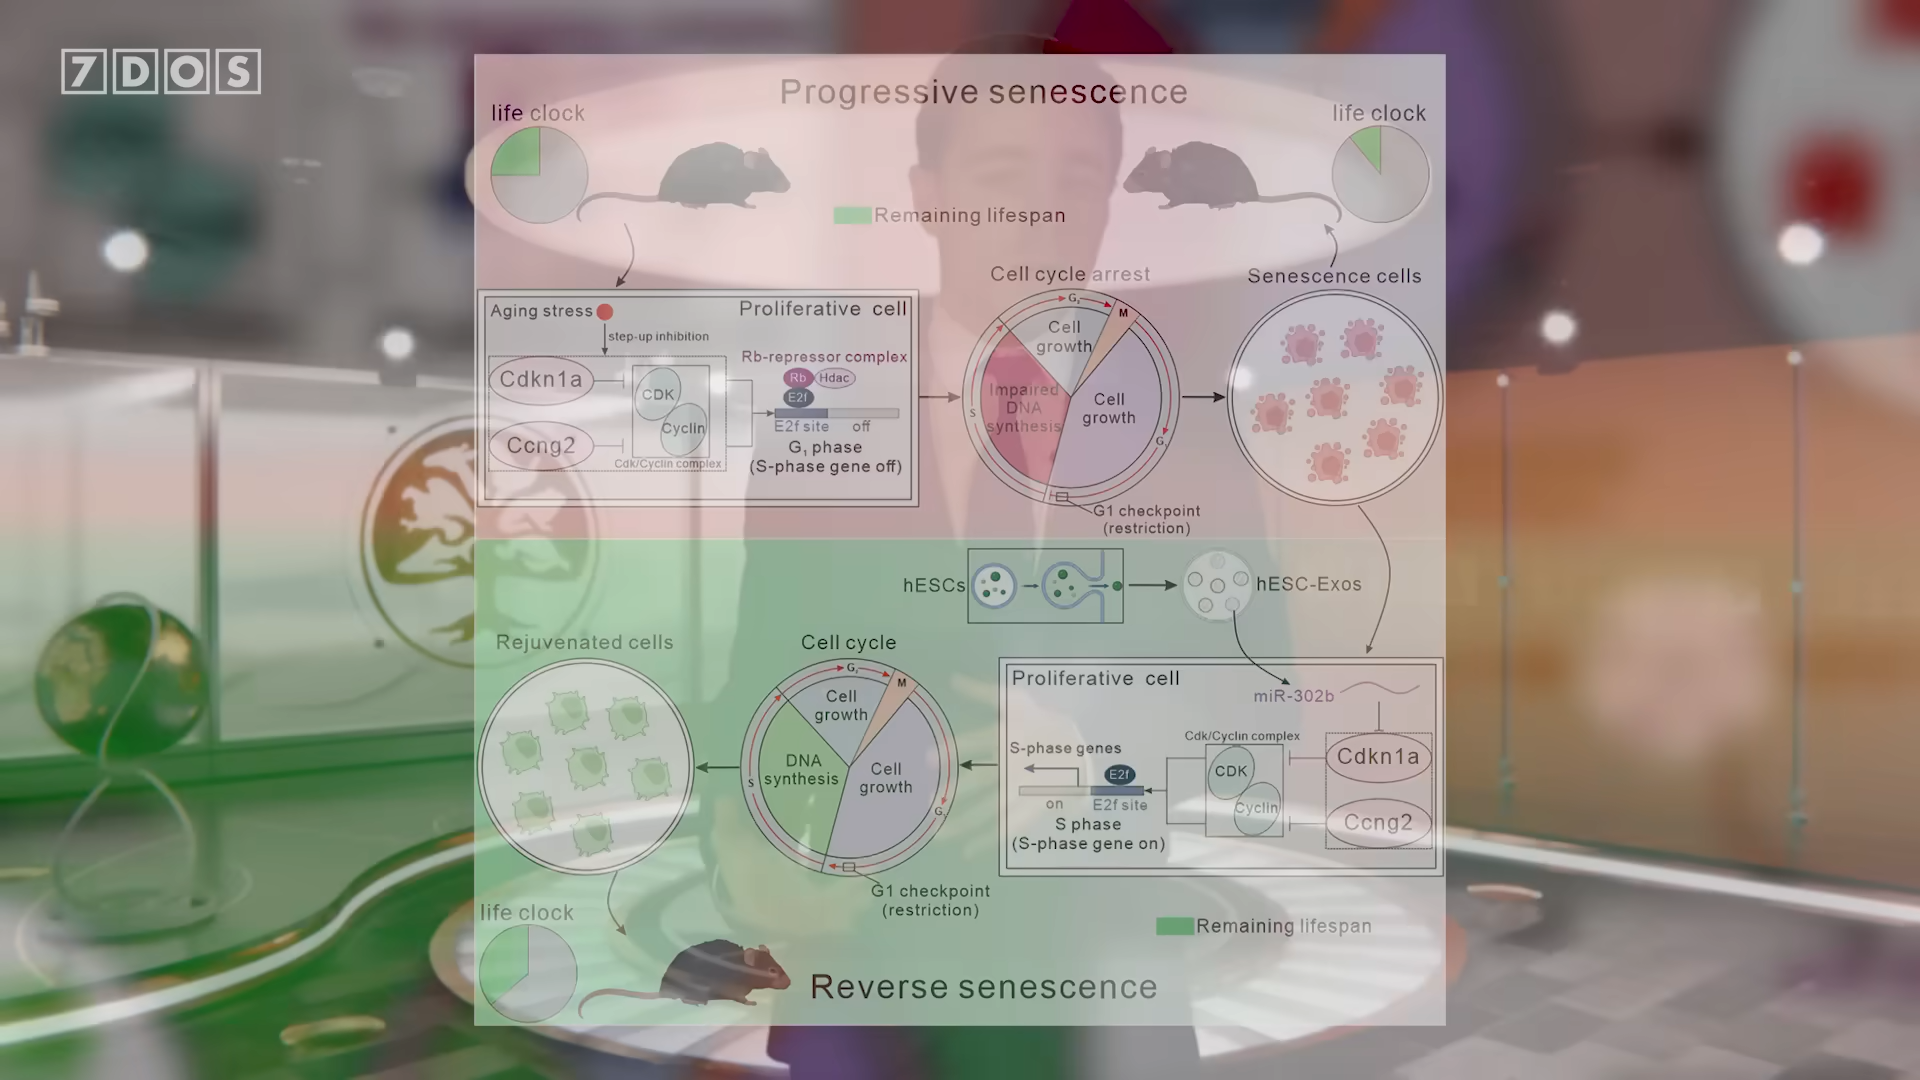 7DOS
Progressive senescence
life clock
life clock
Remaining lifespan
Cell cycle arrest
Senescence cells
Aging stress
Proliferative cell
step-up inhibition
Rb-repressor complex
Cdkn1a
CDK
Rb
Hdac
E2f
Cyclin
E2f site
off
Ccng2
Cdk/Cyclin complex
G1 phase
(S-phase gene off)
G2
M
Cell
growth
Impaired
DNA
synthesis
Cell
growth
S
G1
G1 checkpoint
(restriction)
hESCs
hESC-Exos
Rejuvenated cells
Cell cycle
G2
M
Cell
growth
DNA
synthesis
Cell
growth
S
G1
G1 checkpoint
(restriction)
Proliferative cell
miR-302b
Cdk/Cyclin complex
S-phase genes
Cdkn1a
CDK
E2f
Cyclin
on
E2f site
Ccng2
S phase
(S-phase gene on)
life clock
Remaining lifespan
Reverse senescence